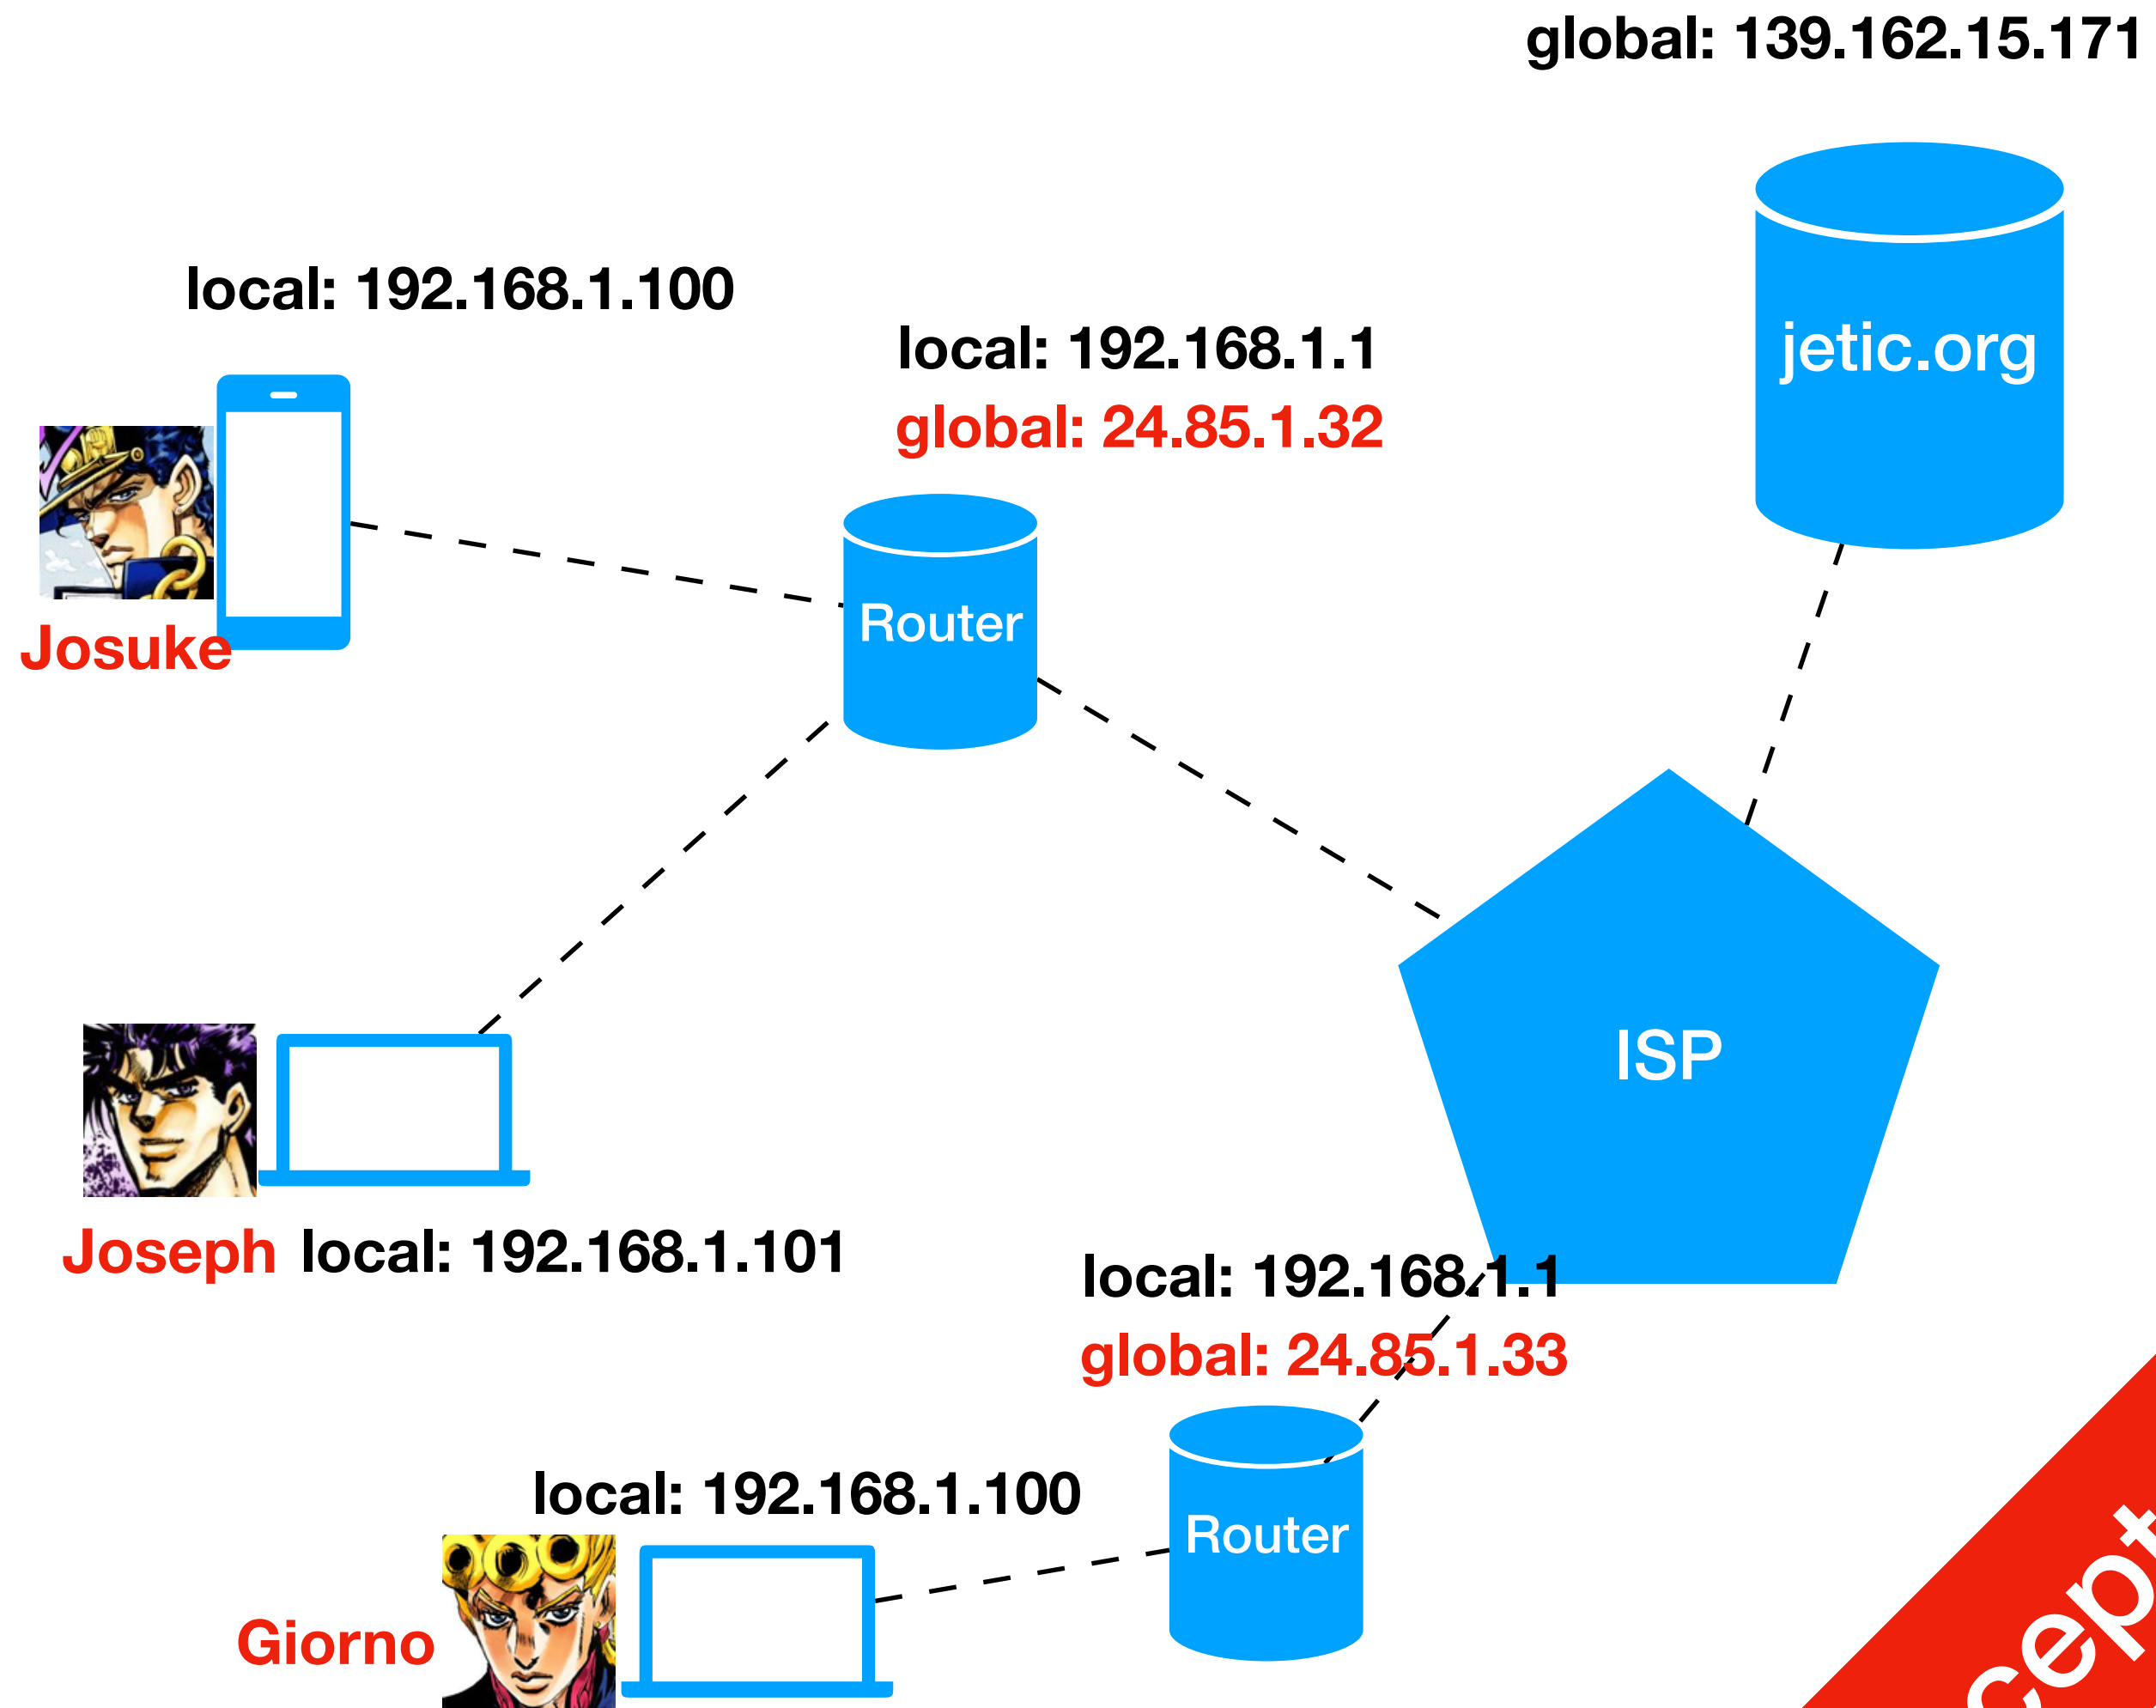 global: 139.162.15.171
jetic.org
local: 192.168.1.100
local: 192.168.1.1
global: 24.85.1.32
Josuke
Router
ISP
Joseph local: 192.168.1.101
local: 192.168.1.1
global: 24.85.1.33
local: 192.168.1.100
Router
Giorno